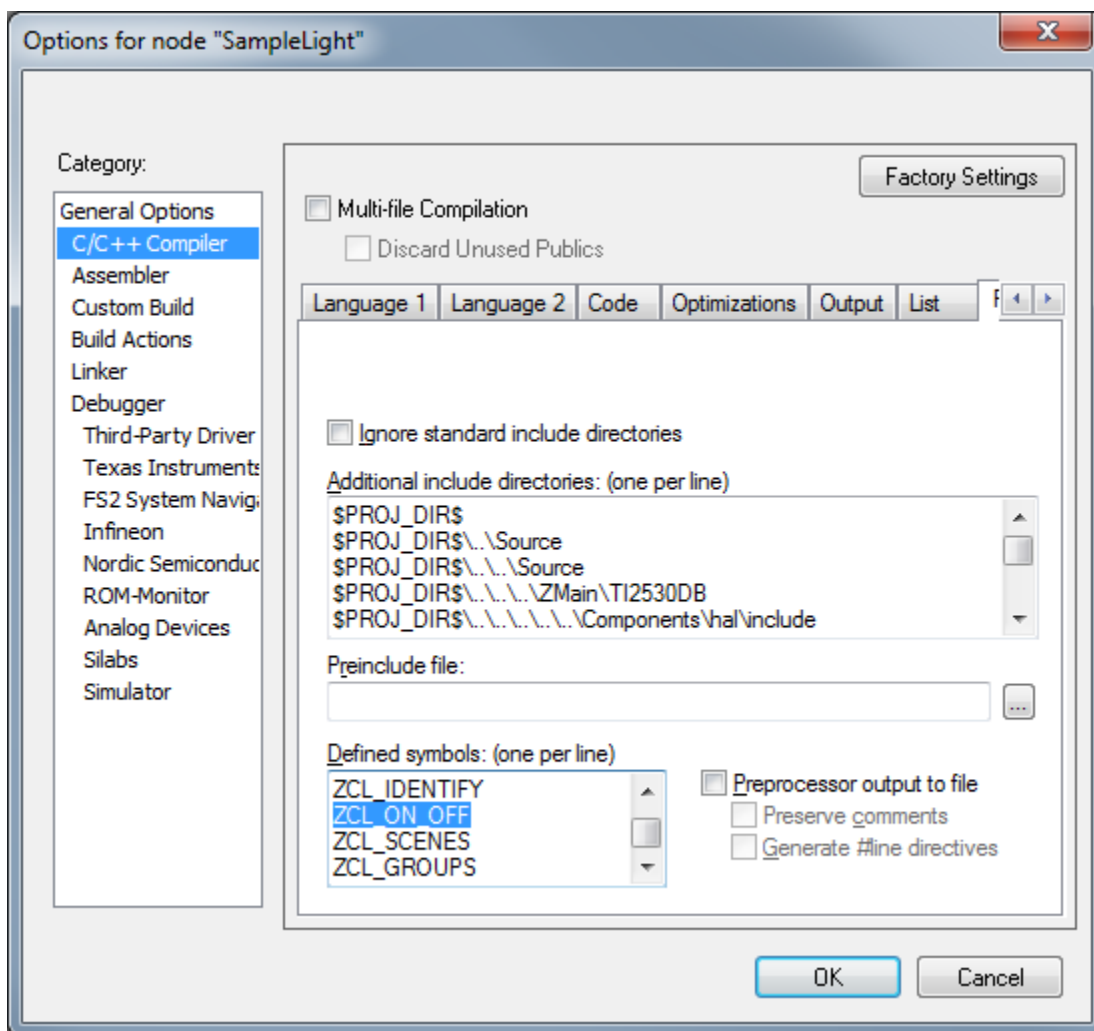 Options for node "SampleLight"
Category:
General Options
C/C++ Compiler
Assembler
Custom Build
Build Actions
Linker
Debugger
Third-Party Driver
Texas Instruments
FS2 System Naviga
Infineon
Nordic Semiconduc
ROM-Monitor
Analog Devices
Silabs
Simulator
Factory Settings
Multi-file Compilation
Discard Unused Publics
Language 1 Language 2 Code Optimizations Output List
Ignore standard include directories
Additional include directories: (one per line)
$PROJ_DIR$
$PROJ_DIR$\..\Source
$PROJ_DIR$\..\..\Source
$PROJ_DIR$\..\..\..\ZMain\TI2530DB
$PROJ_DIR$\..\..\..\..\..\Components\hal\include
Preinclude file:
...
Defined symbols: (one per line)
ZCL_IDENTIFY
ZCL_ON_OFF
ZCL_SCENES
ZCL_GROUPS
Preprocessor output to file
Preserve comments
Generate #line directives
OK
Cancel